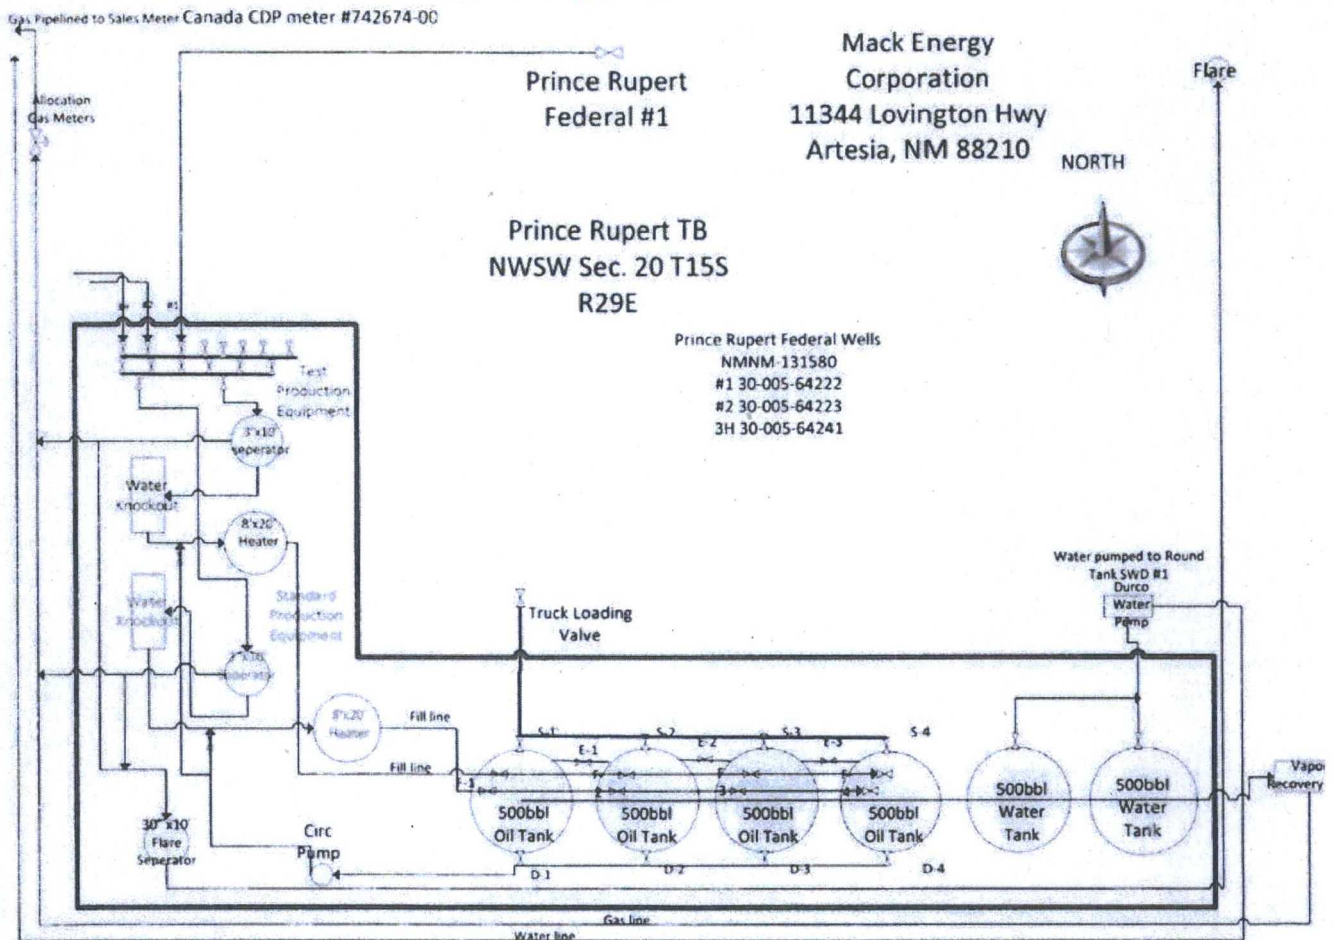 Gas Pipelined to Sales Meter Canada CDP meter #742674-00
Mack Energy
Corporation
11344 Lovington Hwy
Artesia, NM 88210
Prince Rupert
Federal #1
Flare
Allocation
Gas Meters
NORTH
Prince Rupert TB
NWSW Sec. 20 T15S
R29E
#2
#1
Prince Rupert Federal Wells
NMNM-131580
#1 30-005-64222
#2 30-005-64223
3H 30-005-64241
Test
Production
Equipment
3'x10'
seperator
Water
Knockout
8'x20'
Heater
Water pumped to Round
Tank SWD #1
Durco
Water
Pump
Water
Knockout
Standard
Production
Equipment
Truck Loading
Valve
Seperator
8'x20'
Heater
Fill line
S-1
S-2
S-3
S-4
E-1
E-2
E-3
Fill line
F-1
500bbl
Oil Tank
500bbl
Oil Tank
500bbl
Oil Tank
500bbl
Oil Tank
500bbl
Water
Tank
500bbl
Water
Tank
Vapo
Recovery
30" x10'
Flare
Seperator
Circ
Pump
D-1
D-2
D-3
D-4
Gas line
Water line